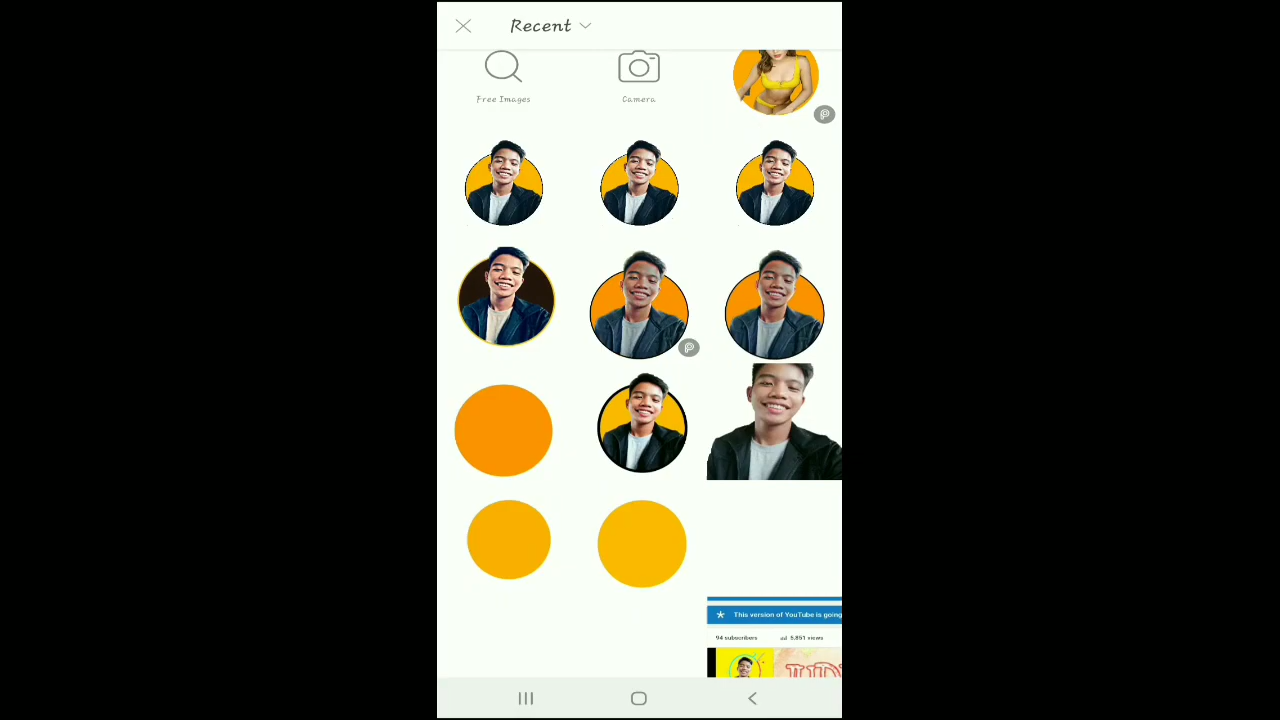 Recent
Free Images
Camera
This version of YouTube is going
94 subscribers
5,851 views